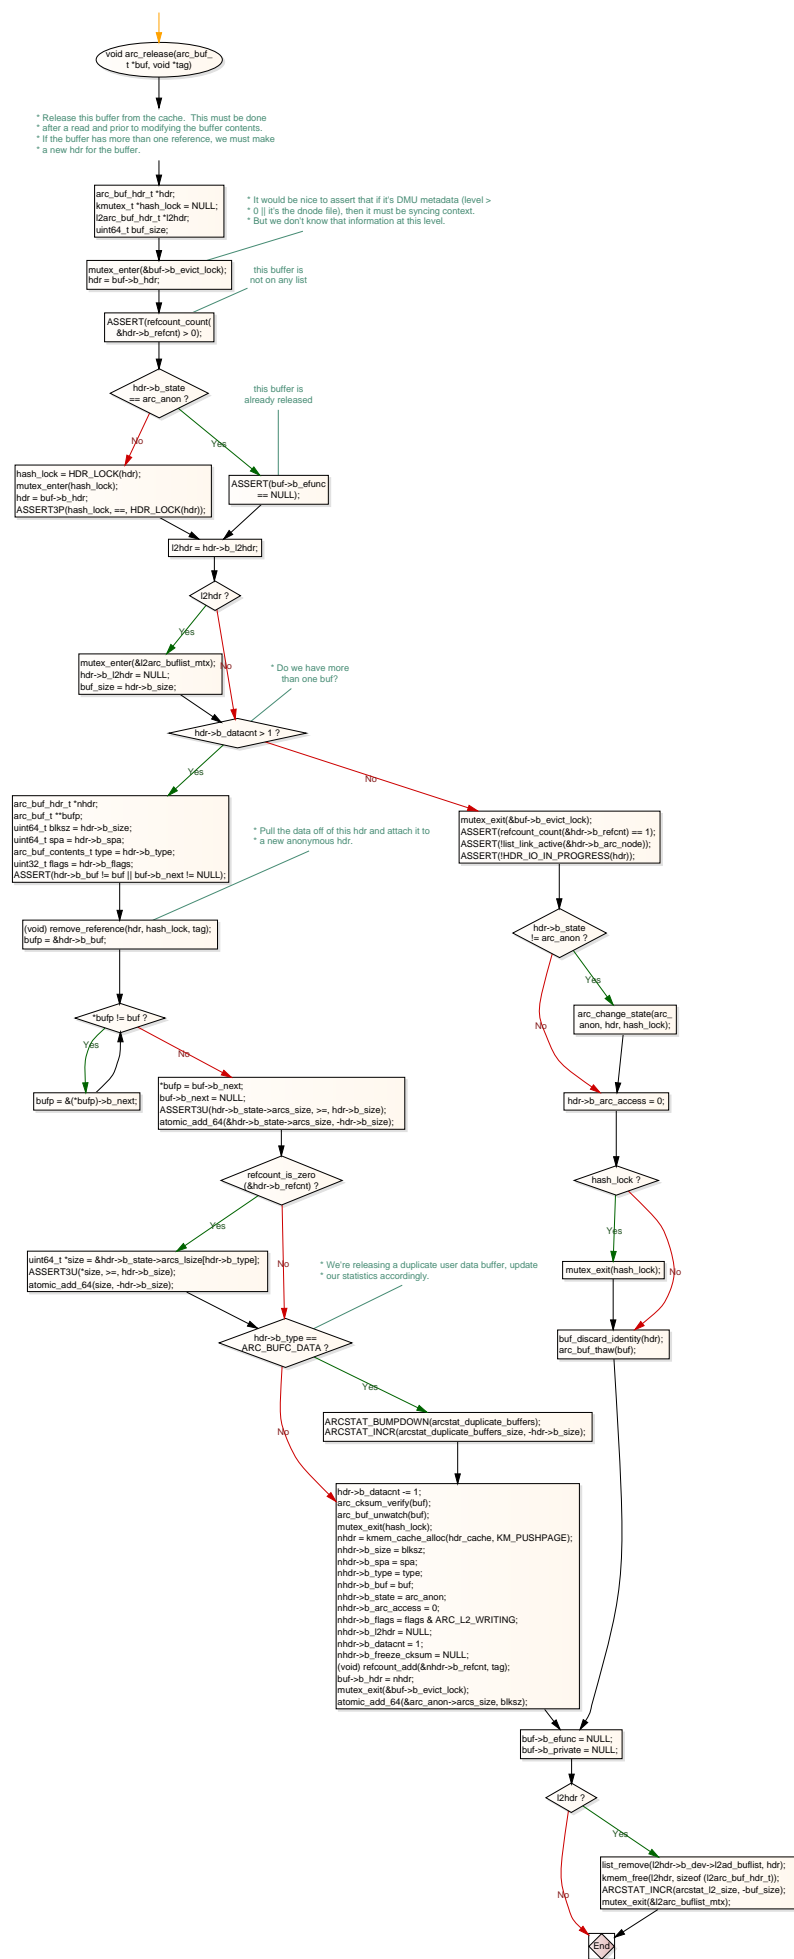 void arc_release(arc_buf_
t *buf, void *tag)
* Release this buffer from the cache.  This must be done
* after a read and prior to modifying the buffer contents.
* If the buffer has more than one reference, we must make
* a new hdr for the buffer.
arc_buf_hdr_t *hdr;
kmutex_t *hash_lock = NULL;
l2arc_buf_hdr_t *l2hdr;
uint64_t buf_size;
* It would be nice to assert that if it's DMU metadata (level >
* 0 || it's the dnode file), then it must be syncing context.
* But we don't know that information at this level.
mutex_enter(&buf->b_evict_lock);
hdr = buf->b_hdr;
this buffer is
not on any list
ASSERT(refcount_count(
&hdr->b_refcnt) > 0);
hdr->b_state
== arc_anon ?
this buffer is
already released
No
Yes
hash_lock = HDR_LOCK(hdr);
mutex_enter(hash_lock);
hdr = buf->b_hdr;
ASSERT3P(hash_lock, ==, HDR_LOCK(hdr));
ASSERT(buf->b_efunc
== NULL);
l2hdr = hdr->b_l2hdr;
l2hdr ?
Yes
No
mutex_enter(&l2arc_buflist_mtx);
hdr->b_l2hdr = NULL;
buf_size = hdr->b_size;
* Do we have more
than one buf?
hdr->b_datacnt > 1 ?
Yes
No
arc_buf_hdr_t *nhdr;
arc_buf_t **bufp;
uint64_t blksz = hdr->b_size;
uint64_t spa = hdr->b_spa;
arc_buf_contents_t type = hdr->b_type;
uint32_t flags = hdr->b_flags;
ASSERT(hdr->b_buf != buf || buf->b_next != NULL);
* Pull the data off of this hdr and attach it to
* a new anonymous hdr.
mutex_exit(&buf->b_evict_lock);
ASSERT(refcount_count(&hdr->b_refcnt) == 1);
ASSERT(!list_link_active(&hdr->b_arc_node));
ASSERT(!HDR_IO_IN_PROGRESS(hdr));
(void) remove_reference(hdr, hash_lock, tag);
bufp = &hdr->b_buf;
hdr->b_state
!= arc_anon ?
Yes
No
*bufp != buf ?
arc_change_state(arc_
anon, hdr, hash_lock);
Yes
No
bufp = &(*bufp)->b_next;
*bufp = buf->b_next;
buf->b_next = NULL;
ASSERT3U(hdr->b_state->arcs_size, >=, hdr->b_size);
atomic_add_64(&hdr->b_state->arcs_size, -hdr->b_size);
hdr->b_arc_access = 0;
refcount_is_zero
(&hdr->b_refcnt) ?
hash_lock ?
Yes
No
Yes
No
uint64_t *size = &hdr->b_state->arcs_lsize[hdr->b_type];
ASSERT3U(*size, >=, hdr->b_size);
atomic_add_64(size, -hdr->b_size);
* We're releasing a duplicate user data buffer, update
* our statistics accordingly.
mutex_exit(hash_lock);
hdr->b_type ==
ARC_BUFC_DATA ?
buf_discard_identity(hdr);
arc_buf_thaw(buf);
Yes
No
ARCSTAT_BUMPDOWN(arcstat_duplicate_buffers);
ARCSTAT_INCR(arcstat_duplicate_buffers_size, -hdr->b_size);
hdr->b_datacnt -= 1;
arc_cksum_verify(buf);
arc_buf_unwatch(buf);
mutex_exit(hash_lock);
nhdr = kmem_cache_alloc(hdr_cache, KM_PUSHPAGE);
nhdr->b_size = blksz;
nhdr->b_spa = spa;
nhdr->b_type = type;
nhdr->b_buf = buf;
nhdr->b_state = arc_anon;
nhdr->b_arc_access = 0;
nhdr->b_flags = flags & ARC_L2_WRITING;
nhdr->b_l2hdr = NULL;
nhdr->b_datacnt = 1;
nhdr->b_freeze_cksum = NULL;
(void) refcount_add(&nhdr->b_refcnt, tag);
buf->b_hdr = nhdr;
mutex_exit(&buf->b_evict_lock);
atomic_add_64(&arc_anon->arcs_size, blksz);
buf->b_efunc = NULL;
buf->b_private = NULL;
l2hdr ?
Yes
No
list_remove(l2hdr->b_dev->l2ad_buflist, hdr);
kmem_free(l2hdr, sizeof (l2arc_buf_hdr_t));
ARCSTAT_INCR(arcstat_l2_size, -buf_size);
mutex_exit(&l2arc_buflist_mtx);
End